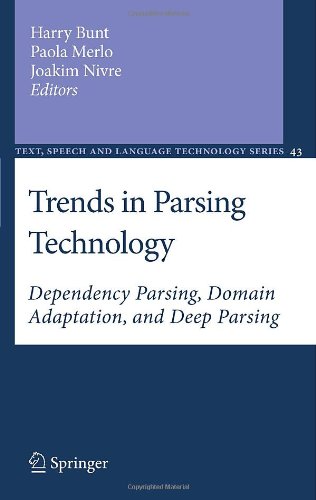 Harry Bunt
Paola Merlo
Joakim Nivre
Editors
TEXT, SPEECH AND LANGUAGE TECHNOLOGY SERIES 43
Trends in Parsing
Technology
Dependency Parsing, Domain
Adaptation, and Deep Parsing
Springer